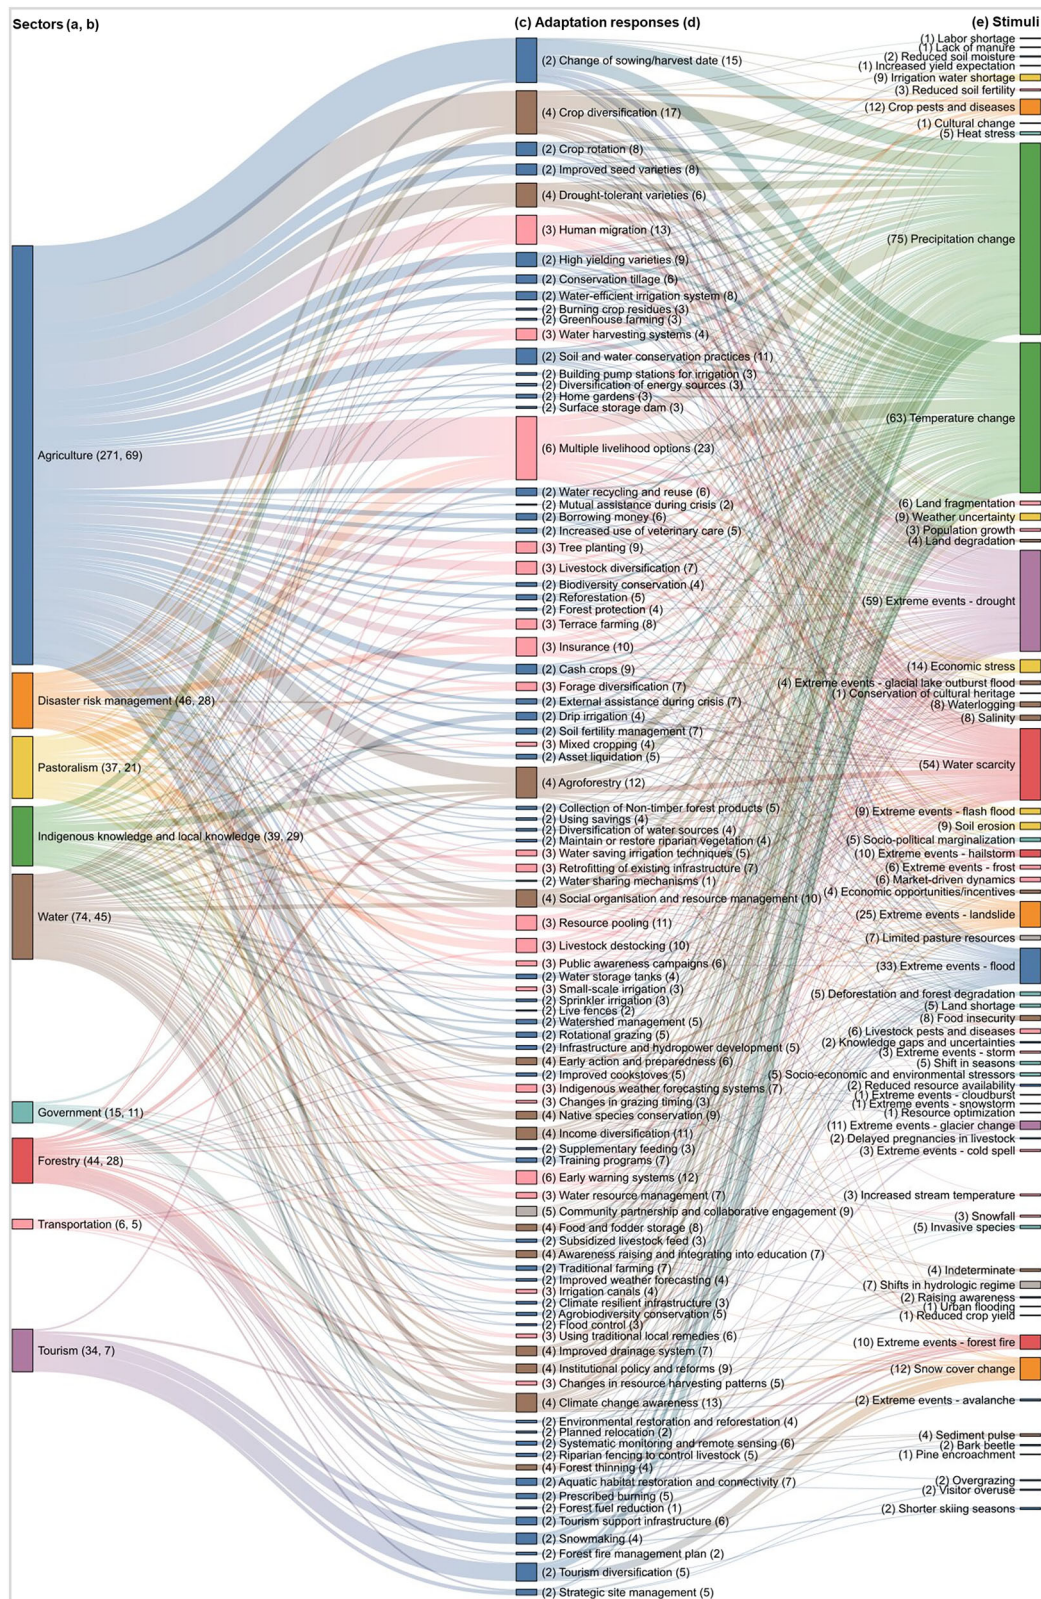 Sectors (a, b)
(c) Adaptation responses (d)
(e) Stimuli
Agriculture (271, 69)
Disaster risk management (46, 28)
Pastoralism (37, 21)
Indigenous knowledge and local knowledge (39, 29)
Water (74, 45)
Government (15, 11)
Forestry (44, 28)
Transportation (6, 5)
Tourism (34, 7)
(2) Change of sowing/harvest date (15)
(4) Crop diversification (17)
(2) Crop rotation (8)
(2) Improved seed varieties (8)
(4) Drought-tolerant varieties (6)
(3) Human migration (13)
(2) High yielding varieties (9)
(2) Conservation tillage (6)
(2) Water-efficient irrigation system (8)
(2) Burning crop residues (3)
(2) Greenhouse farming (3)
(3) Water harvesting systems (4)
(2) Soil and water conservation practices (11)
(2) Building pump stations for irrigation (3)
(2) Diversification of energy sources (3)
(2) Home gardens (3)
(2) Surface storage dam (3)
(6) Multiple livelihood options (23)
(2) Water recycling and reuse (6)
(2) Mutual assistance during crisis (2)
(2) Borrowing money (6)
(2) Increased use of veterinary care (5)
(3) Tree planting (9)
(3) Livestock diversification (7)
(2) Biodiversity conservation (4)
(2) Reforestation (5)
(2) Forest protection (4)
(3) Terrace farming (8)
(3) Insurance (10)
(2) Cash crops (9)
(3) Forage diversification (7)
(2) External assistance during crisis (7)
(2) Drip irrigation (4)
(2) Soil fertility management (7)
(3) Mixed cropping (4)
(2) Asset liquidation (5)
(4) Agroforestry (12)
(2) Collection of Non-timber forest products (5)
(2) Using savings (4)
(2) Diversification of water sources (4)
(2) Maintain or restore riparian vegetation (4)
(3) Water saving irrigation techniques (5)
(3) Retrofitting of existing infrastructure (7)
(2) Water sharing mechanisms (1)
(4) Social organisation and resource management (10)
(3) Resource pooling (11)
(3) Livestock destocking (10)
(3) Public awareness campaigns (6)
(2) Water storage tanks (4)
(3) Small-scale irrigation (3)
(2) Sprinkler irrigation (3)
(2) Live fences (2)
(2) Watershed management (5)
(2) Rotational grazing (5)
(2) Infrastructure and hydropower development (5)
(4) Early action and preparedness (6)
(2) Improved cookstoves (5)
(3) Indigenous weather forecasting systems (7)
(3) Changes in grazing timing (3)
(4) Native species conservation (9)
(4) Income diversification (11)
(2) Supplementary feeding (3)
(2) Training programs (7)
(6) Early warning systems (12)
(3) Water resource management (7)
(5) Community partnership and collaborative engagement (9)
(4) Food and fodder storage (8)
(2) Subsidized livestock feed (3)
(4) Awareness raising and integrating into education (7)
(2) Traditional farming (7)
(2) Improved weather forecasting (4)
(3) Irrigation canals (4)
(2) Climate resilient infrastructure (3)
(2) Agrobiodiversity conservation (5)
(2) Flood control (3)
(3) Using traditional local remedies (6)
(4) Improved drainage system (7)
(4) Institutional policy and reforms (9)
(3) Changes in resource harvesting patterns (5)
(4) Climate change awareness (13)
(2) Environmental restoration and reforestation (4)
(2) Planned relocation (2)
(2) Systematic monitoring and remote sensing (6)
(2) Riparian fencing to control livestock (5)
(4) Forest thinning (4)
(2) Aquatic habitat restoration and connectivity (7)
(2) Prescribed burning (5)
(2) Forest fuel reduction (1)
(2) Tourism support infrastructure (6)
(2) Snowmaking (4)
(2) Forest fire management plan (2)
(2) Tourism diversification (5)
(2) Strategic site management (5)
(1) Labor shortage
(1) Lack of manure
(2) Reduced soil moisture
(1) Increased yield expectation
(9) Irrigation water shortage
(3) Reduced soil fertility
(12) Crop pests and diseases
(1) Cultural change
(5) Heat stress
(75) Precipitation change
(63) Temperature change
(6) Land fragmentation
(9) Weather uncertainty
(3) Population growth
(4) Land degradation
(59) Extreme events - drought
(14) Economic stress
(4) Extreme events - glacial lake outburst flood
(1) Conservation of cultural heritage
(8) Waterlogging
(8) Salinity
(54) Water scarcity
(9) Extreme events - flash flood
(9) Soil erosion
(5) Socio-political marginalization
(10) Extreme events - hailstorm
(6) Extreme events - frost
(6) Market-driven dynamics
(4) Economic opportunities/incentives
(25) Extreme events - landslide
(7) Limited pasture resources
(33) Extreme events - flood
(5) Deforestation and forest degradation
(5) Land shortage
(8) Food insecurity
(6) Livestock pests and diseases
(2) Knowledge gaps and uncertainties
(3) Extreme events - storm
(5) Shift in seasons
(5) Socio-economic and environmental stressors
(2) Reduced resource availability
(1) Extreme events - cloudburst
(1) Extreme events - snowstorm
(1) Resource optimization
(11) Extreme events - glacier change
(2) Delayed pregnancies in livestock
(3) Extreme events - cold spell
(3) Increased stream temperature
(3) Snowfall
(5) Invasive species
(4) Indeterminate
(7) Shifts in hydrologic regime
(2) Raising awareness
(1) Urban flooding
(1) Reduced crop yield
(10) Extreme events - forest fire
(12) Snow cover change
(2) Extreme events - avalanche
(4) Sediment pulse
(2) Bark beetle
(1) Pine encroachment
(2) Overgrazing
(2) Visitor overuse
(2) Shorter skiing seasons